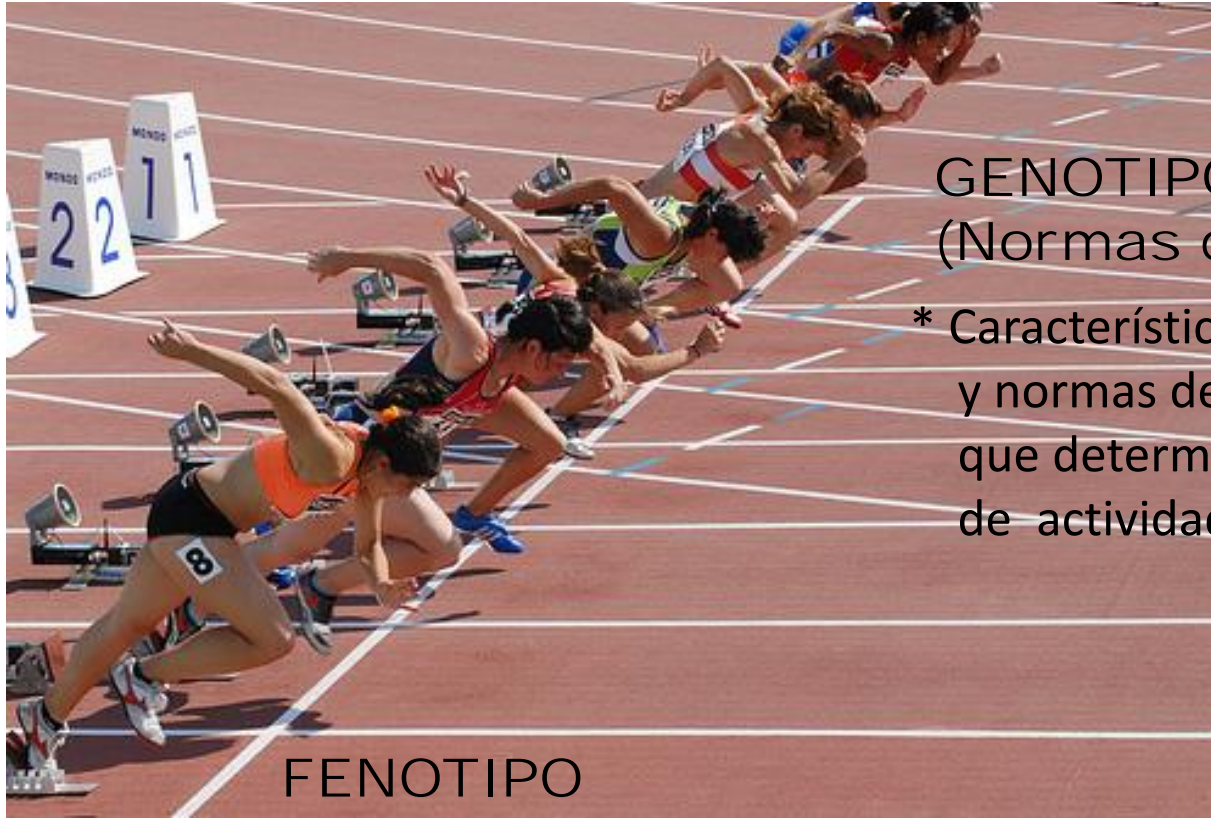 MONDO MONDO
1 1
MONDO MONDO
2 2
GENOTIPO
(Normas
* Característic
y normas de
que determ
de actividad
8
FENOTIPO